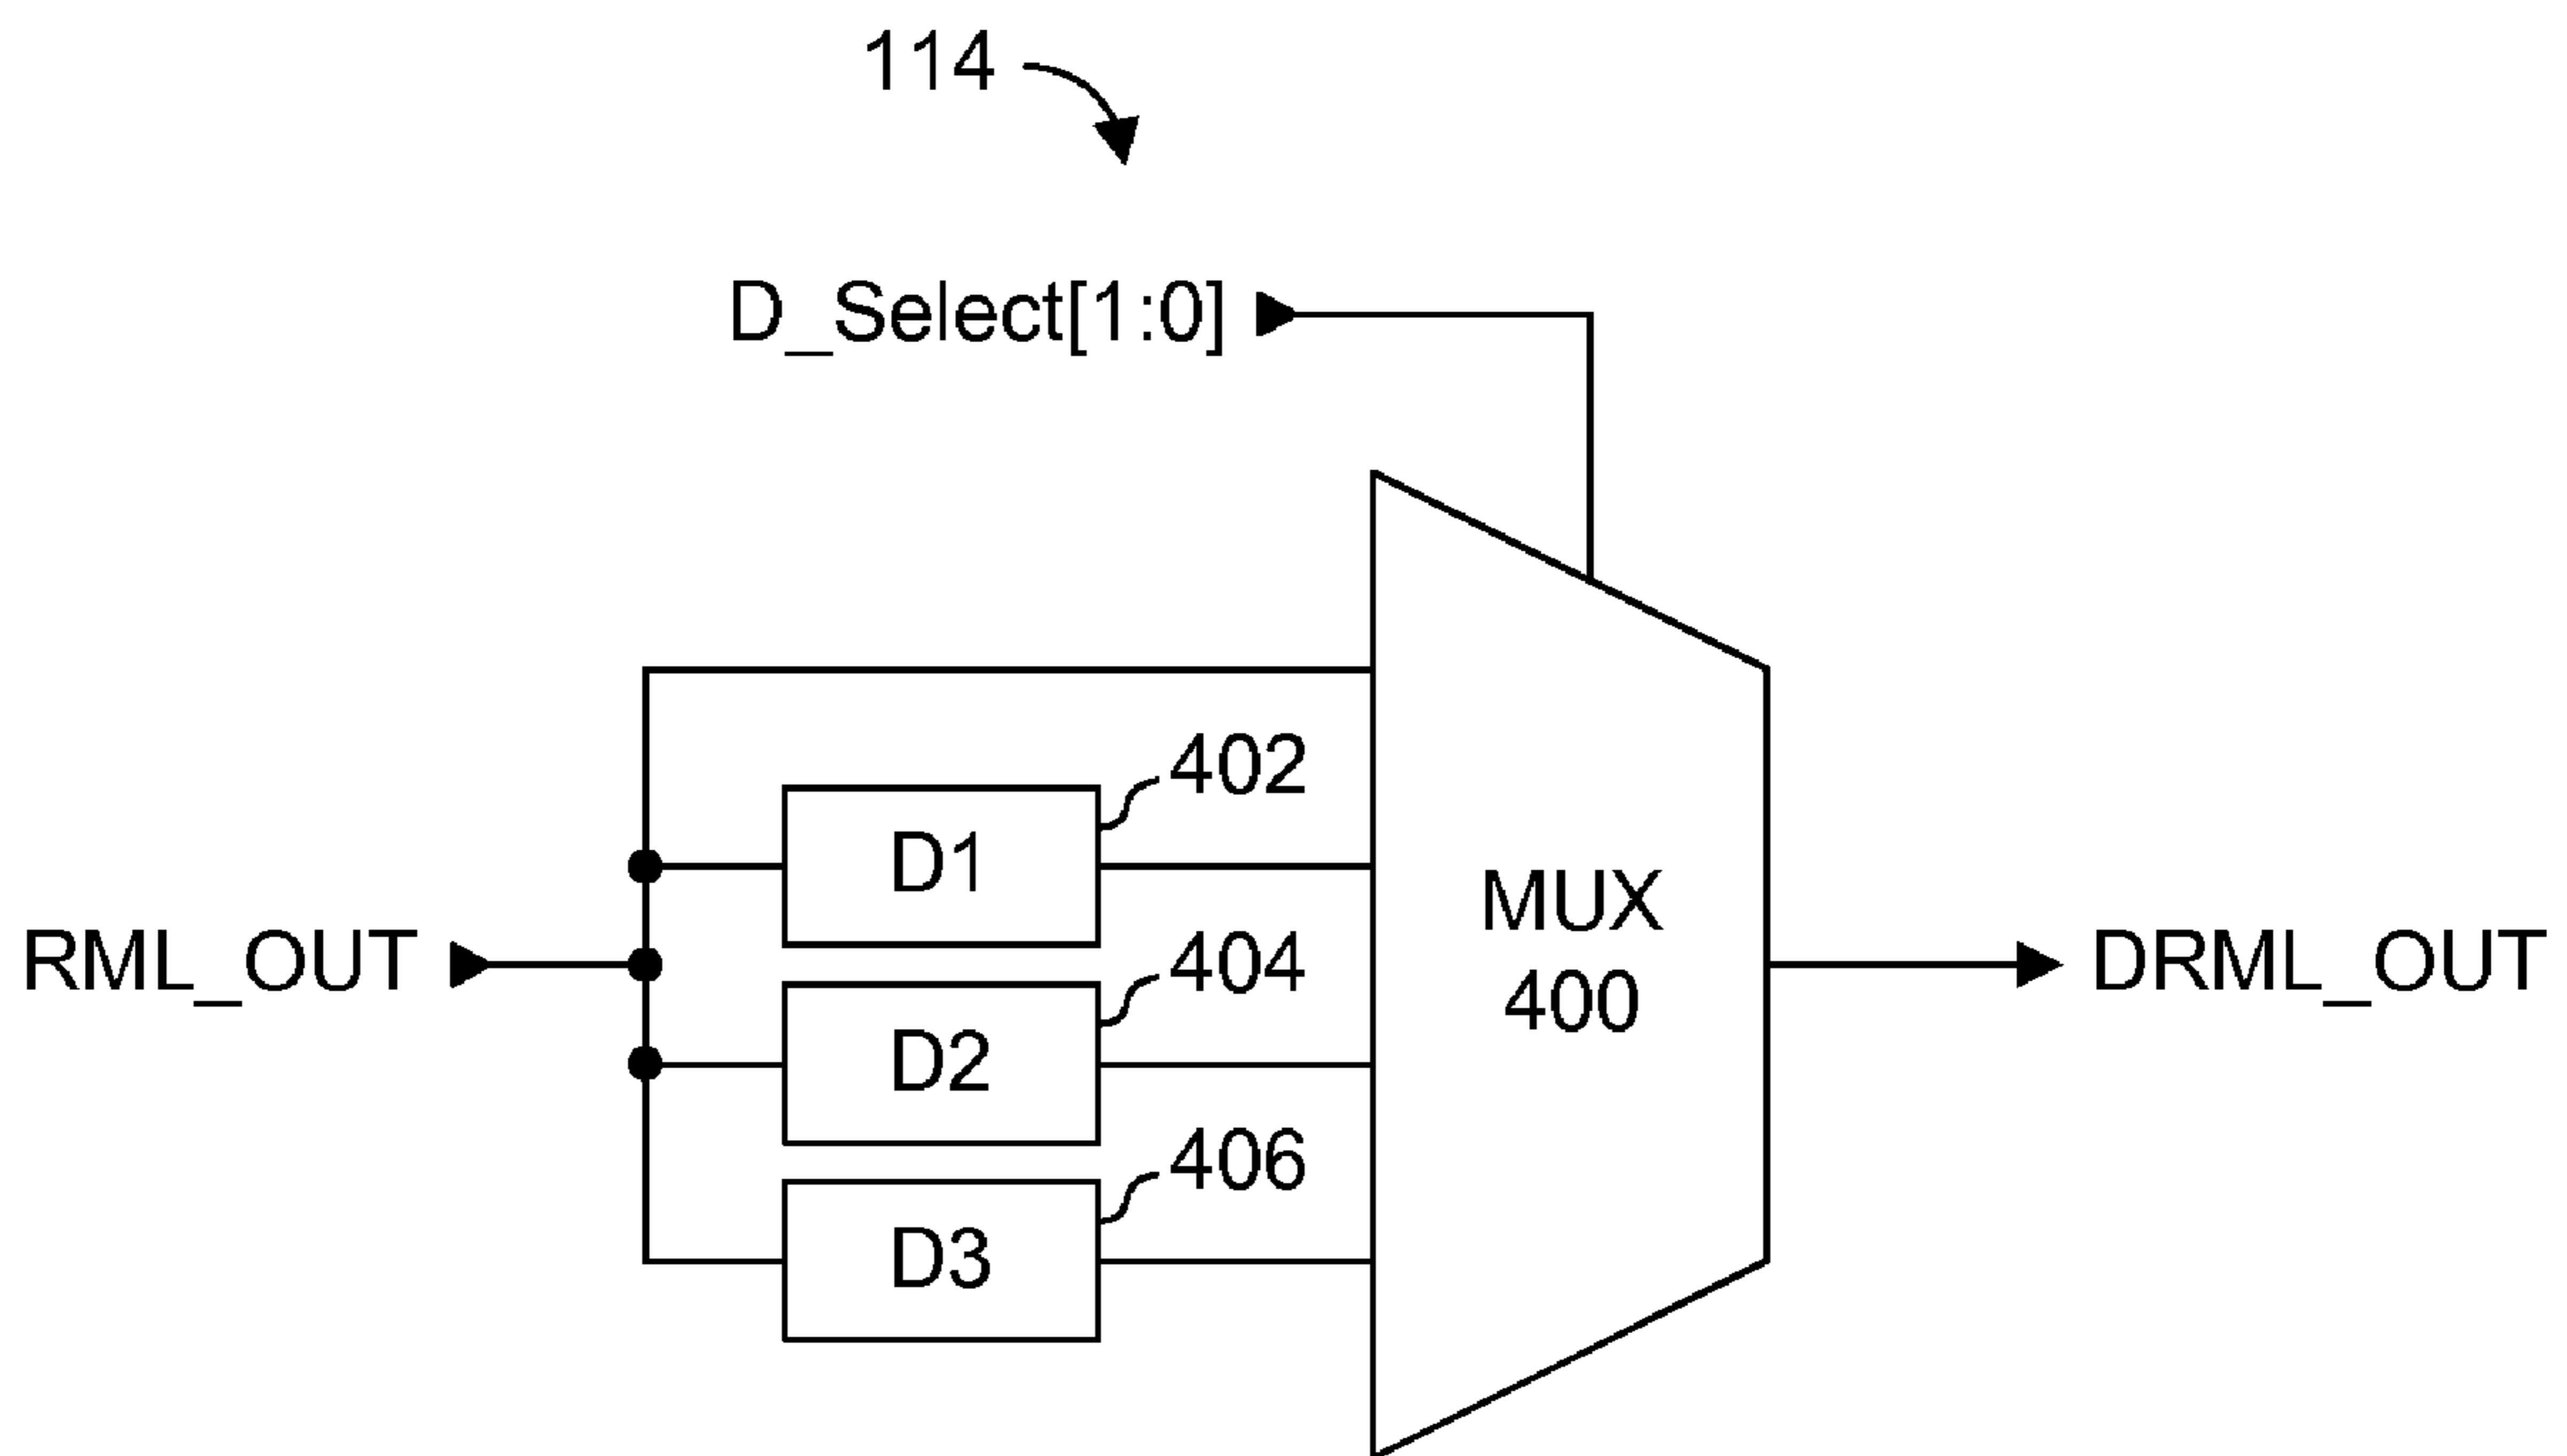 114
D_Select[1:0]
402
D1
MUX
400
RML_OUT
404
DRML_OUT
D2
406
D3